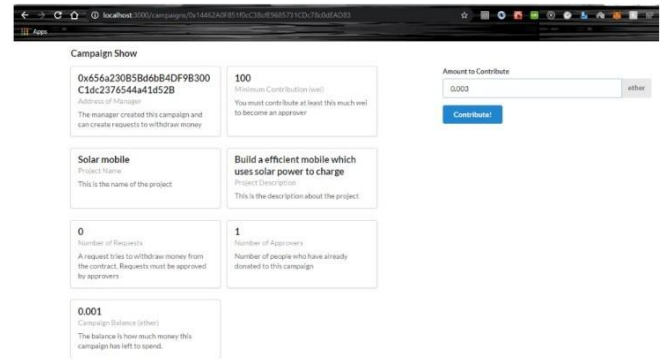 localhost:3000/campaigns/
Apps
Campaign Show
0x656a230B5Bd6bB4DF9B300
C1dc2376544a41d52B
Address of Manager
The manager created this campaign and
can create requests to withdraw money
100
Minimum Contribution (wei)
You must contribute at least this much wei
to become an approver
Solar mobile
Project Name
This is the name of the project
Build a efficient mobile which
uses solar power to charge
Project Description
This is the description about the project
0
Number of Requests
A request tries to withdraw money from
the contract. Requests must be approved
by approvers
1
Number of Approvers
Number of people who have already
donated to this campaign
0.001
Campaign Balance (ether)
The balance is how much money this
campaign has left to spend.
Amount to Contribute
0.003
ether
Contribute!